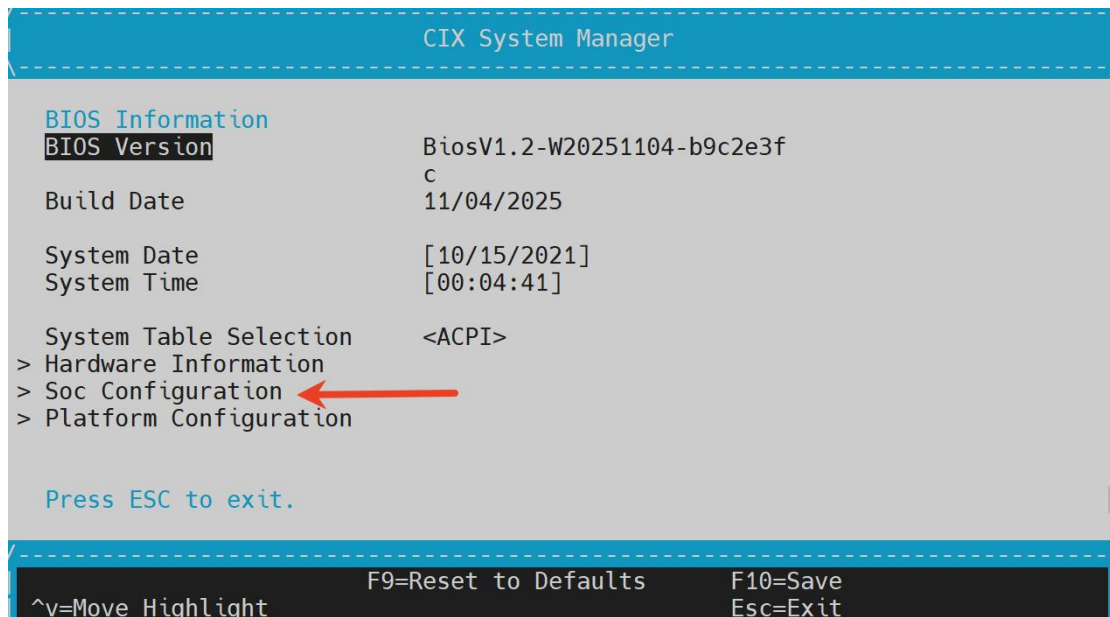 CIX System Manager
BIOS Information
BIOS Version BiosV1.2-W20251104-b9c2e3f
c
Build Date 11/04/2025
System Date [10/15/2021]
System Time [00:04:41]
System Table Selection <ACPI>
> Hardware Information
> Soc Configuration
> Platform Configuration
Press ESC to exit.
F9=Reset to Defaults F10=Save
^v=Move Highlight Esc=Exit